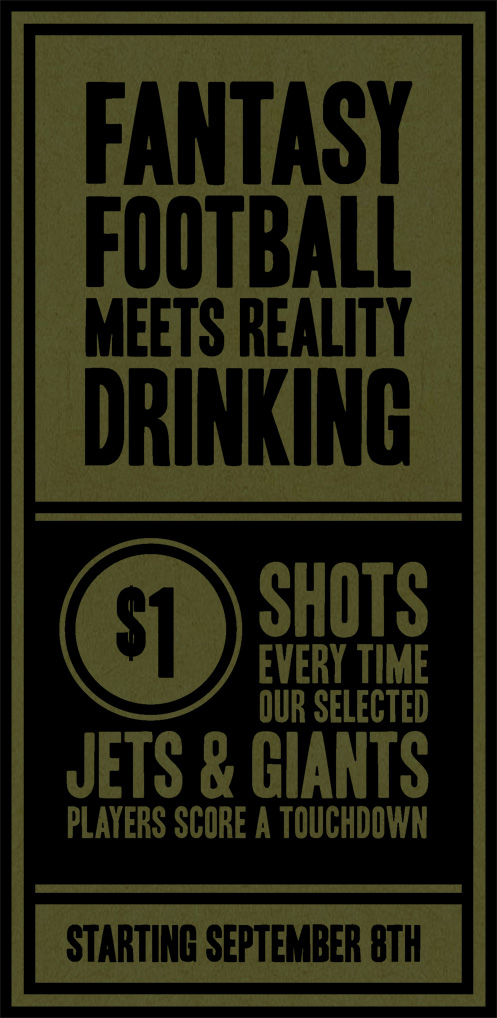 FANTASY
FOOTBALL
MEETS REALITY
DRINKING
$1
SHOTS
EVERY TIME
OUR SELECTED
JETS & GIANTS
PLAYERS SCORE A TOUCHDOWN
STARTING SEPTEMBER 8TH